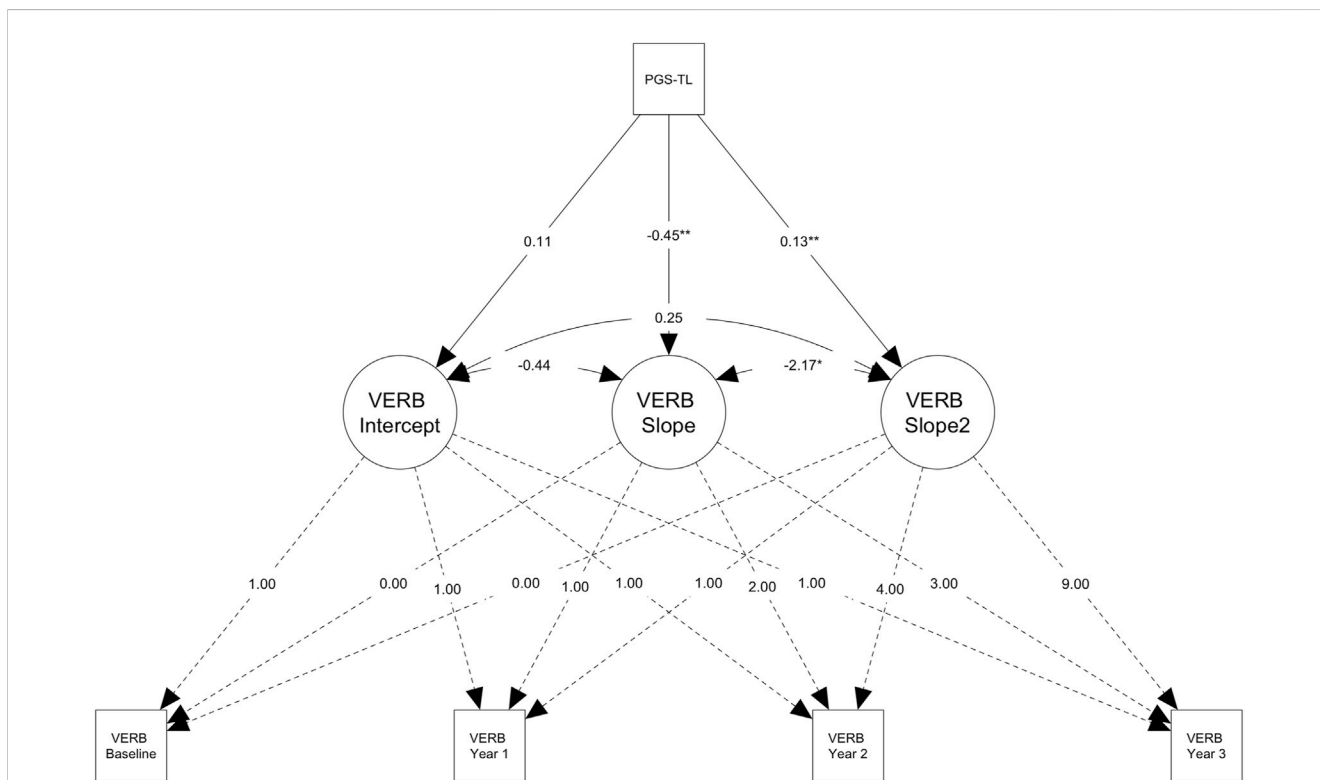 PGS-TL
0.11
-0.45**
0.13**
0.25
-0.44
-2.17*
VERB
Intercept
VERB
Slope
VERB
Slope2
1.00
0.00
1.00
0.00
1.00
1.00
1.00
2.00
1.00
4.00
3.00
9.00
VERB
Baseline
VERB
Year 1
VERB
Year 2
VERB
Year 3